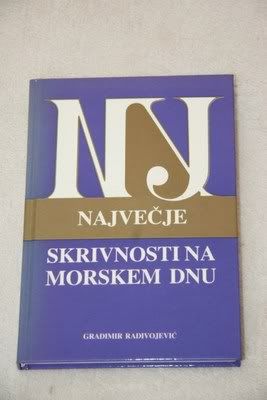 NJ
NAJVEČJE
SKRIVNOSTI NA
MORSKEM DNU
GRADIMIR RADIVOJEVIĆ